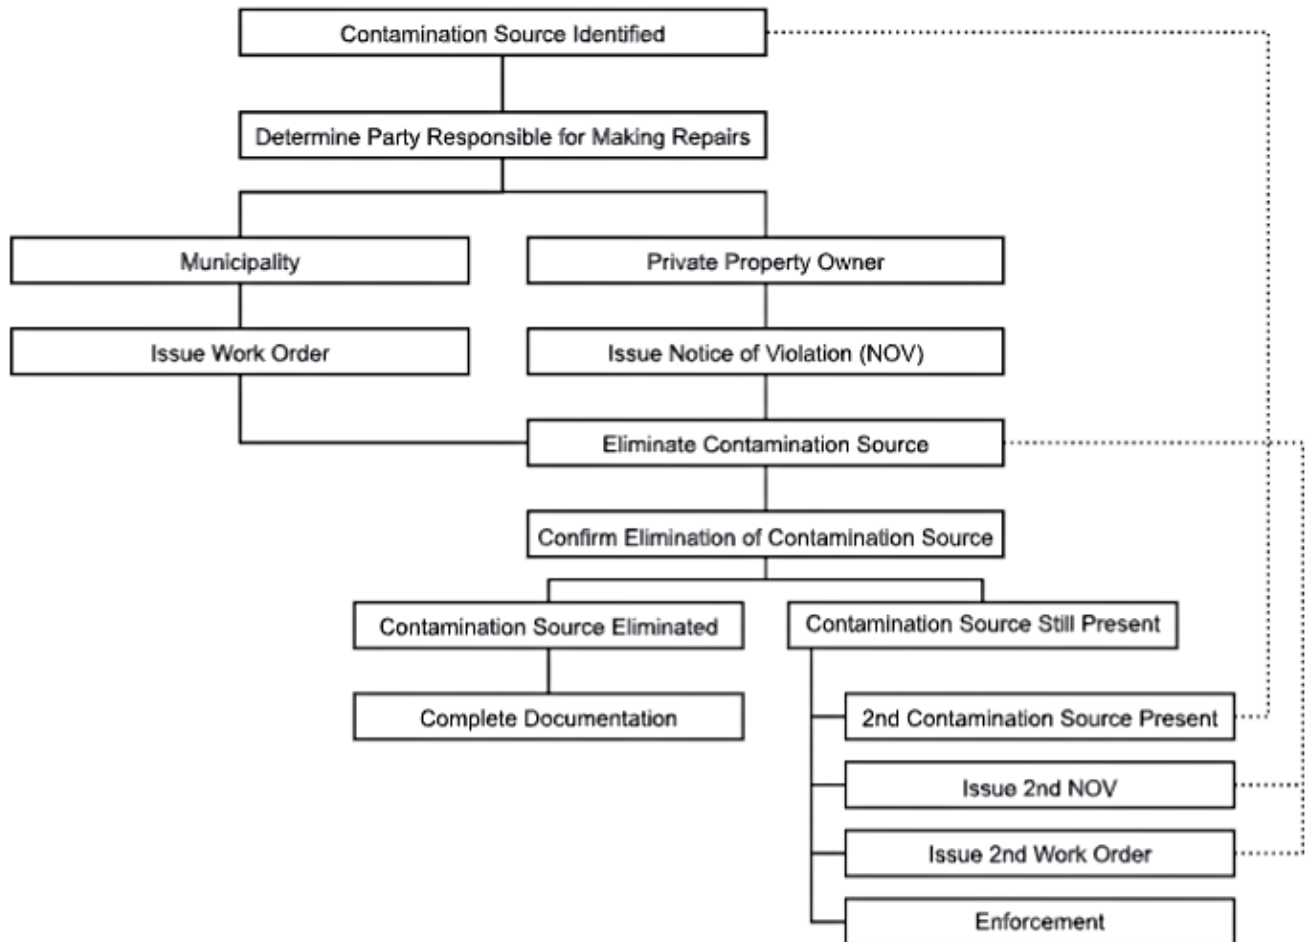 Contamination Source Identified
Determine Party Responsible for Making Repairs
Municipality
Private Property Owner
Issue Work Order
Issue Notice of Violation (NOV)
Eliminate Contamination Source
Confirm Elimination of Contamination Source
Contamination Source Eliminated
Contamination Source Still Present
Complete Documentation
2nd Contamination Source Present
Issue 2nd NOV
Issue 2nd Work Order
Enforcement